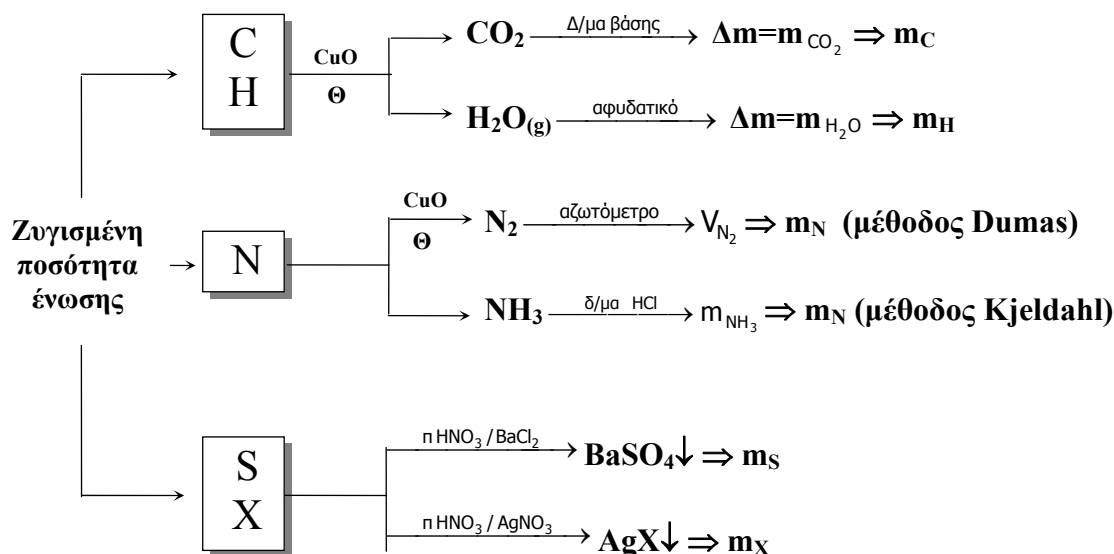 C
H
CuO
Θ
CO₂ Δ/μα βάσης Δm=m CO₂ ⇒ mC
H₂O(g) αφυδατικό Δm=m H₂O ⇒ mH
Ζυγισμένη
ποσότητα
ένωσης
N
CuO
Θ
N₂ αζωτόμετρο VN₂ ⇒ mN (μέθοδος Dumas)
NH₃ δ/μα HCl mNH₃ ⇒ mN (μέθοδος Kjeldahl)
S
X
π HNO₃ / BaCl₂ BaSO₄↓ ⇒ mS
π HNO₃ / AgNO₃ AgX↓ ⇒ mX